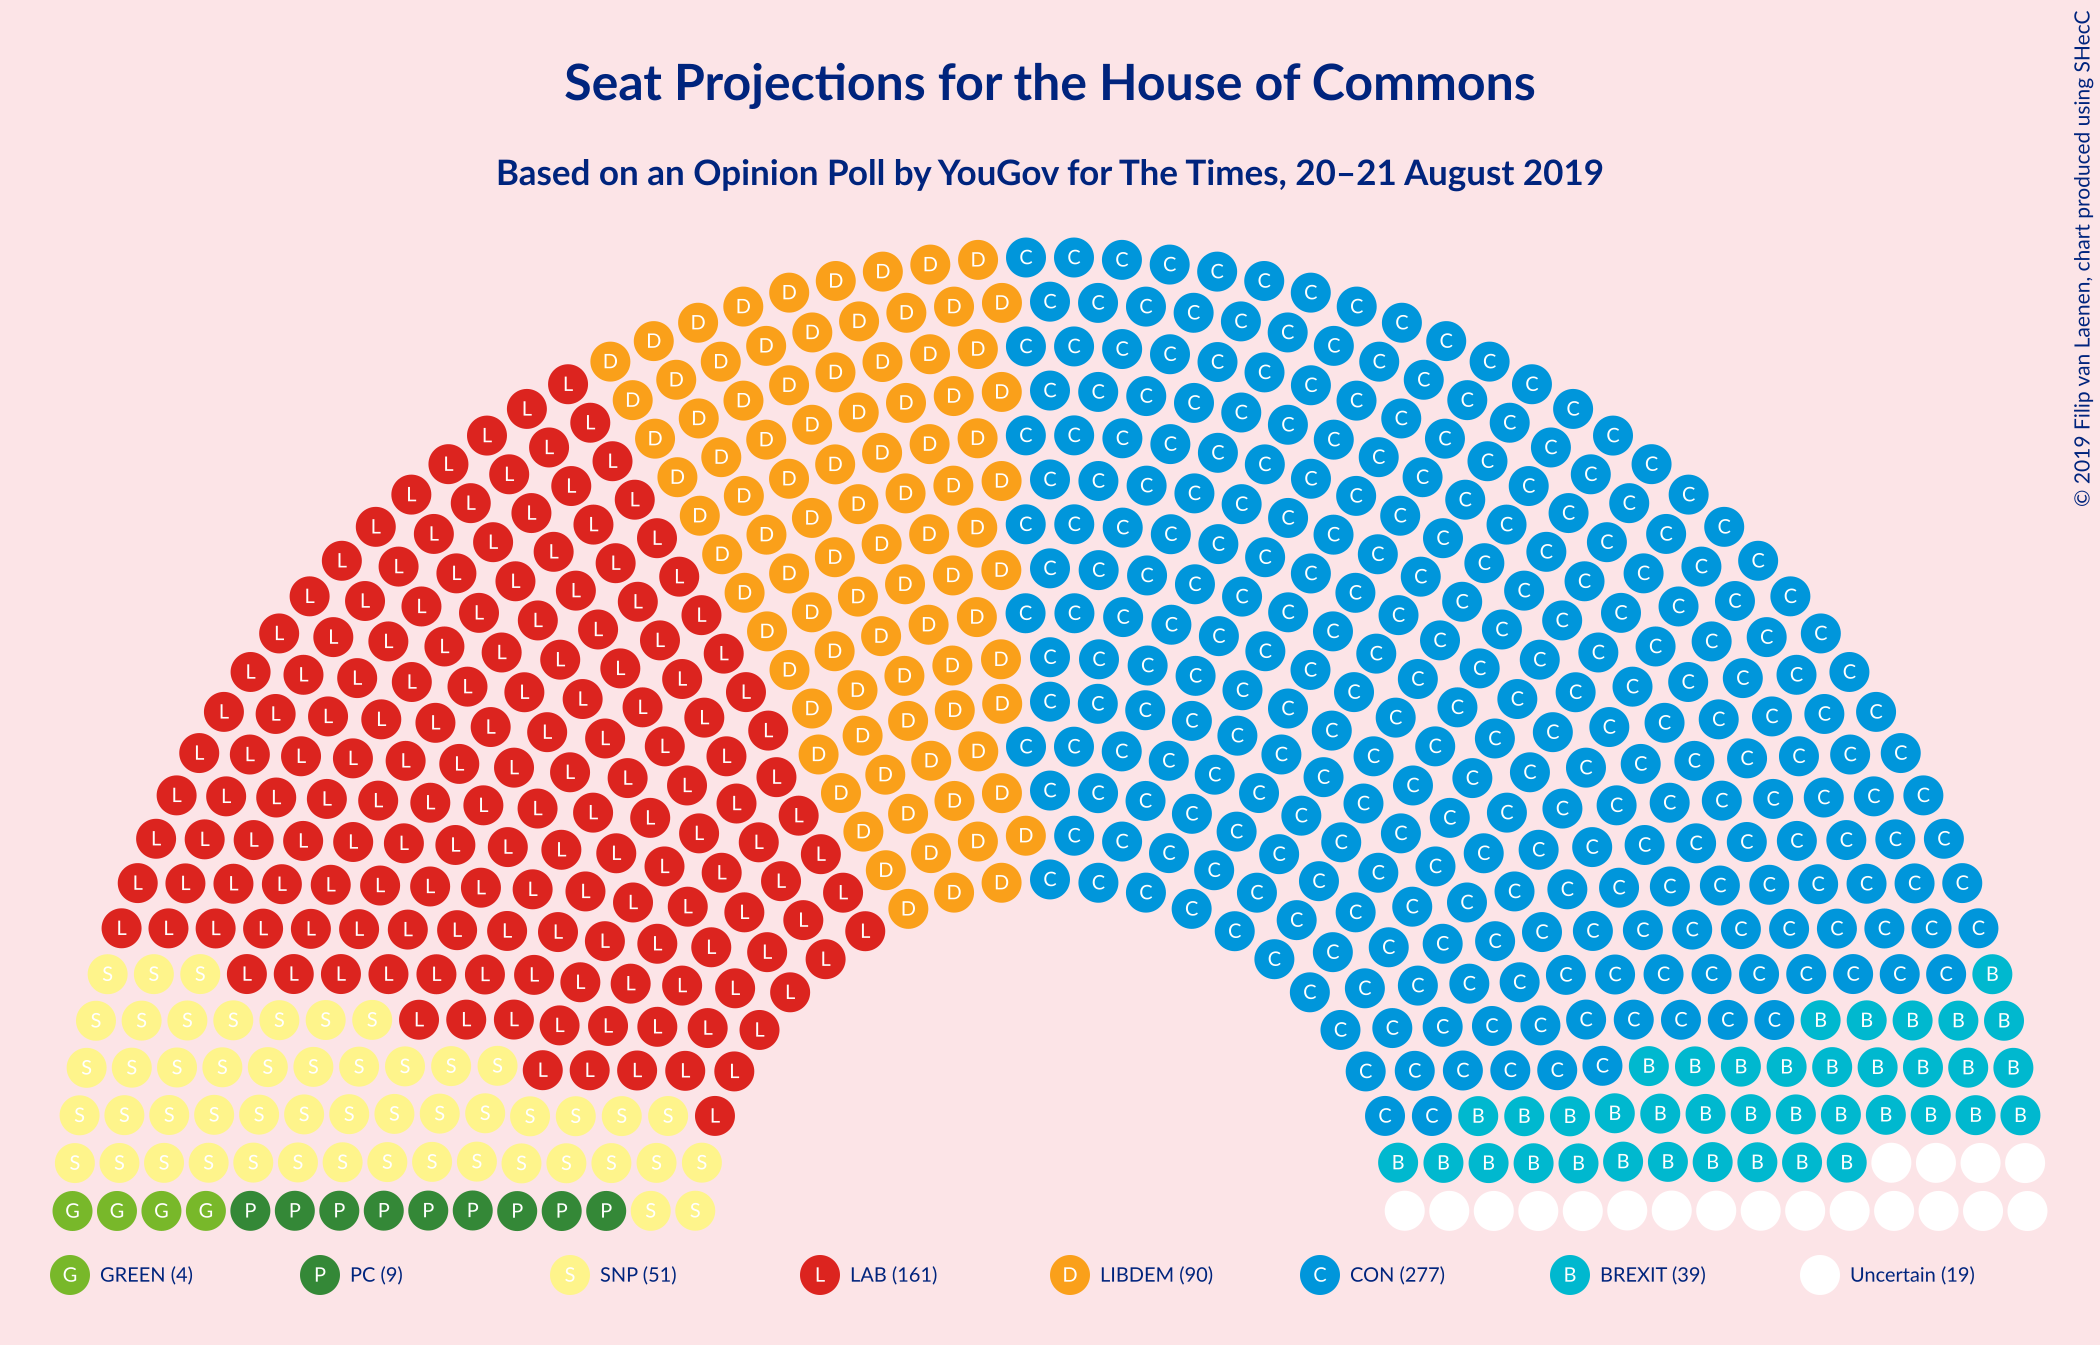 Seat Projections for the House of Commons
Based on an Opinion Poll by YouGov for The Times, 20–21 August 2019
© 2019 Filip van Laenen, chart produced using SHecC
G GREEN (4)
P PC (9)
S SNP (51)
L LAB (161)
D LIBDEM (90)
C CON (277)
B BREXIT (39)
Uncertain (19)